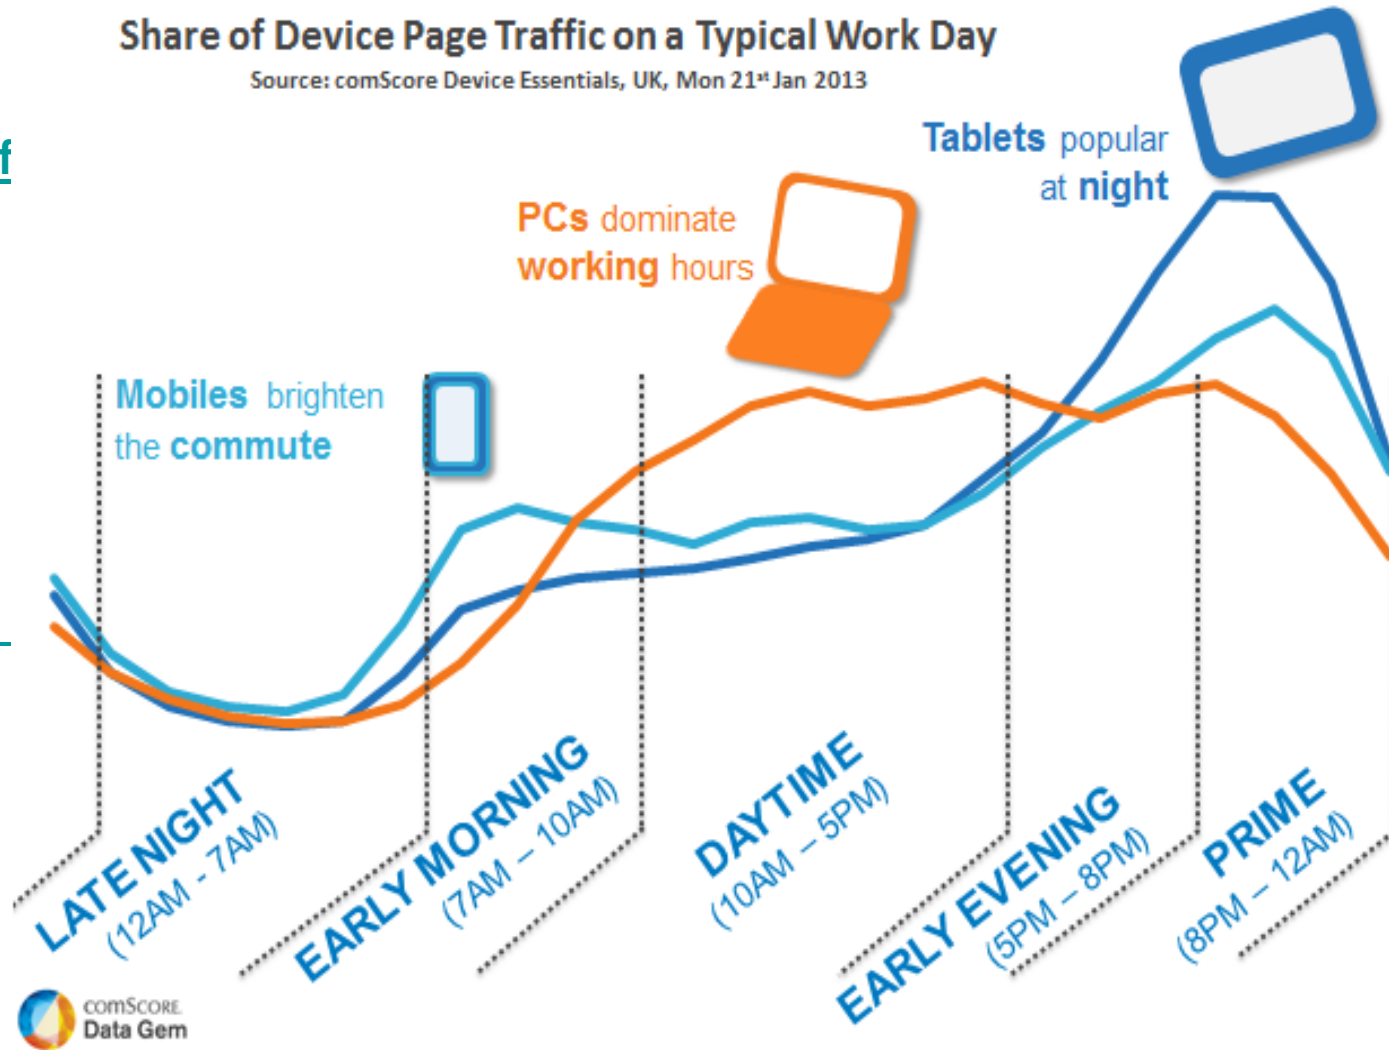 Share of Device Page Traffic on a Typical Work Day
Source: comScore Device Essentials, UK, Mon 21st Jan 2013
f
Tablets popular
at night
PCs dominate
working hours
Mobiles brighten
the commute
LATE NIGHT
(12AM - 7AM)
EARLY MORNING
(7AM – 10AM)
DAYTIME
(10AM – 5PM)
EARLY EVENING
(5PM – 8PM)
PRIME
(8PM – 12AM)
comSCORE
Data Gem